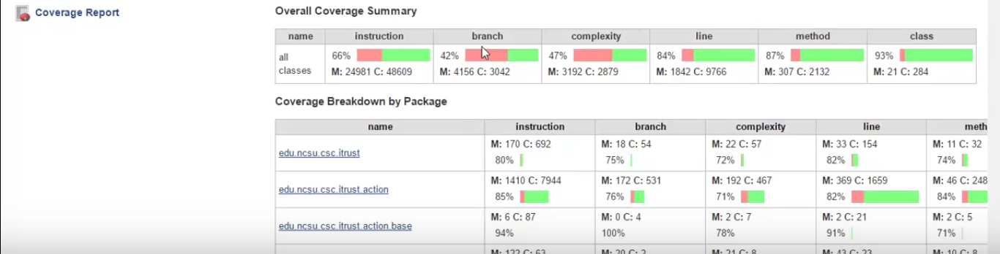 Coverage Report
Overall Coverage Summary
name instruction branch complexity line method class
all classes 66% 42% 47% 84% 87% 93%
M: 24981 C: 48609 M: 4156 C: 3042 M: 3192 C: 2879 M: 1842 C: 9766 M: 307 C: 2132 M: 21 C: 284
Coverage Breakdown by Package
name instruction branch complexity line meth
edu.ncsu.csc.itrust
M: 170 C: 692 M: 18 C: 54 M: 22 C: 57 M: 33 C: 154 M: 11 C: 32
80% 75% 72% 82% 74%
edu.ncsu.csc.itrust.action
M: 1410 C: 7944 M: 172 C: 531 M: 192 C: 467 M: 369 C: 1659 M: 46 C: 248
85% 76% 71% 82% 84%
edu.ncsu.csc.itrust.action.base
M: 6 C: 87 M: 0 C: 4 M: 2 C: 7 M: 2 C: 21 M: 2 C: 5
94% 100% 78% 91% 71%
M: 122 C: 63 M: 20 C: 2 M: 21 C: 8 M: 43 C: 23 M: 10 C: 8